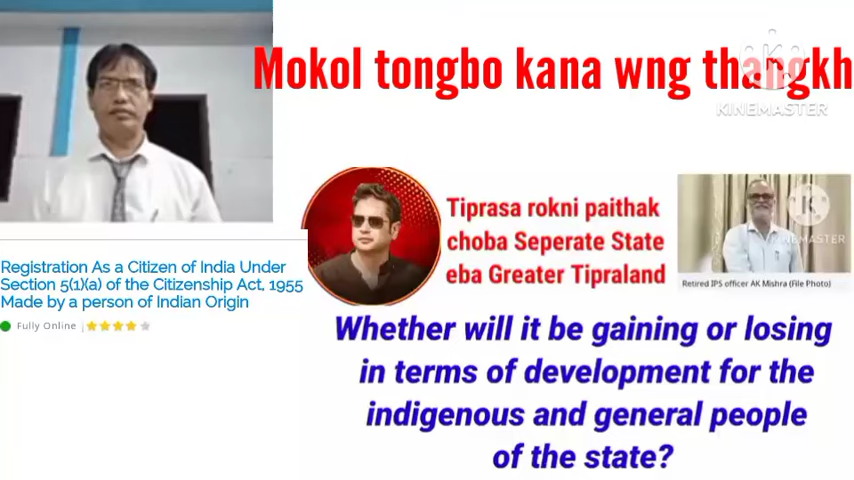 Mokol tongbo kana wng thangkh
KINEMASTER
Tiprasa rokni paithak
choba Seperate State
eba Greater Tipraland
KINEMASTER
Retired IPS officer AK Mishra (File Photo)
Registration As a Citizen of India Under
Section 5(1)(a) of the Citizenship Act, 1955
Made by a person of Indian Origin
Fully Online
Whether will it be gaining or losing
in terms of development for the
indigenous and general people
of the state?